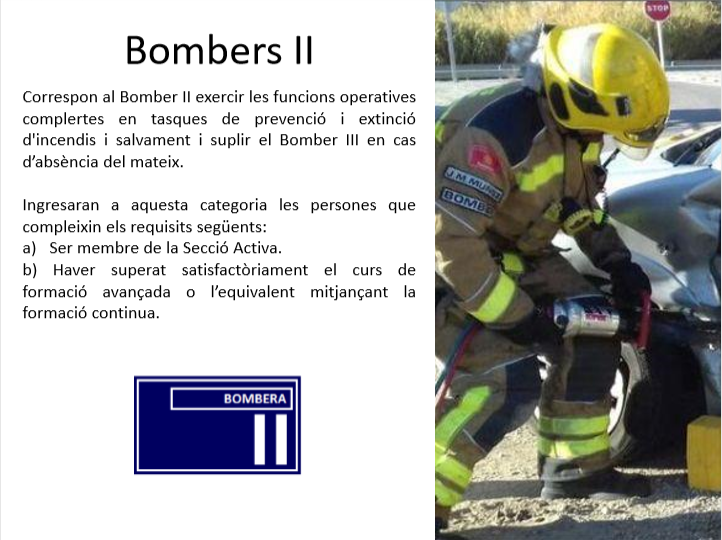 Bombers II
Correspon al Bomber II exercir les funcions operatives
complertes en tasques de prevenció i extinció
d'incendis i salvament i suplir el Bomber III en cas
d'absència del mateix.
Ingresaran a aquesta categoria les persones que
compleixin els requisits següents:
a) Ser membre de la Secció Activa.
b) Haver superat satisfactòriament el curs de
formació avançada o l'equivalent mitjançant la
formació continua.
BOMBERA
II
STOP
J.M MUÑIZ
BOMBE